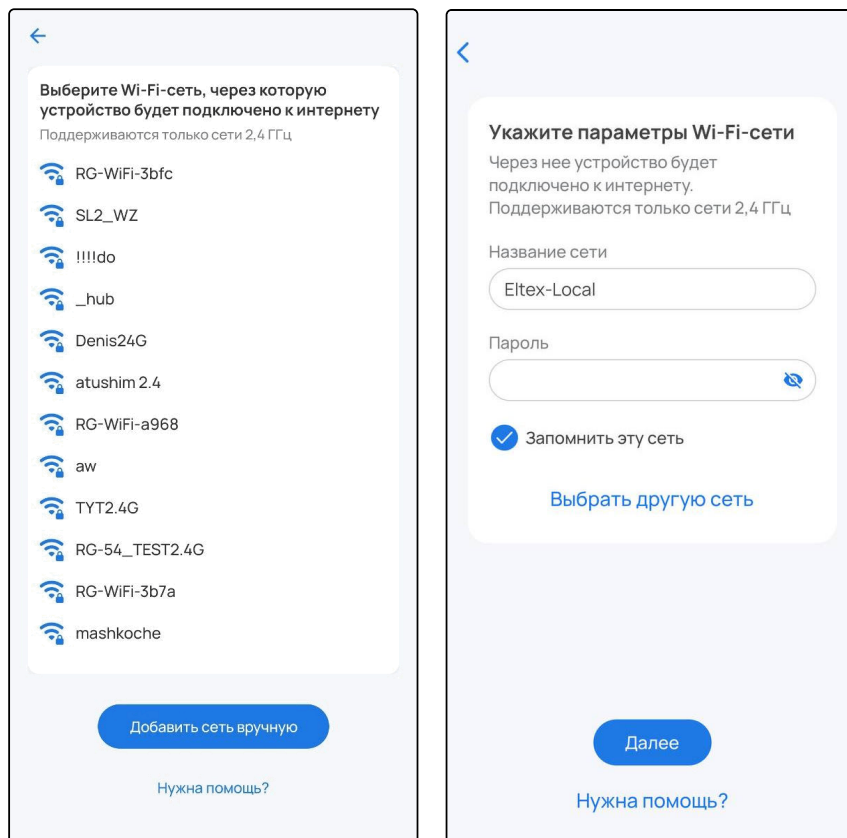 Выберите Wi-Fi-сеть, через которую
устройство будет подключено к интернету
Поддерживаются только сети 2,4 ГГц
RG-WiFi-3bfc
SL2_WZ
!!!!do
_hub
Denis24G
atushim 2.4
RG-WiFi-a968
aw
TYT2.4G
RG-54_TEST2.4G
RG-WiFi-3b7a
mashkoche
Добавить сеть вручную
Нужна помощь?
Укажите параметры Wi-Fi-сети
Через нее устройство будет
подключено к интернету.
Поддерживаются только сети 2,4 ГГц
Название сети
Eltex-Local
Пароль
Запомнить эту сеть
Выбрать другую сеть
Далее
Нужна помощь?